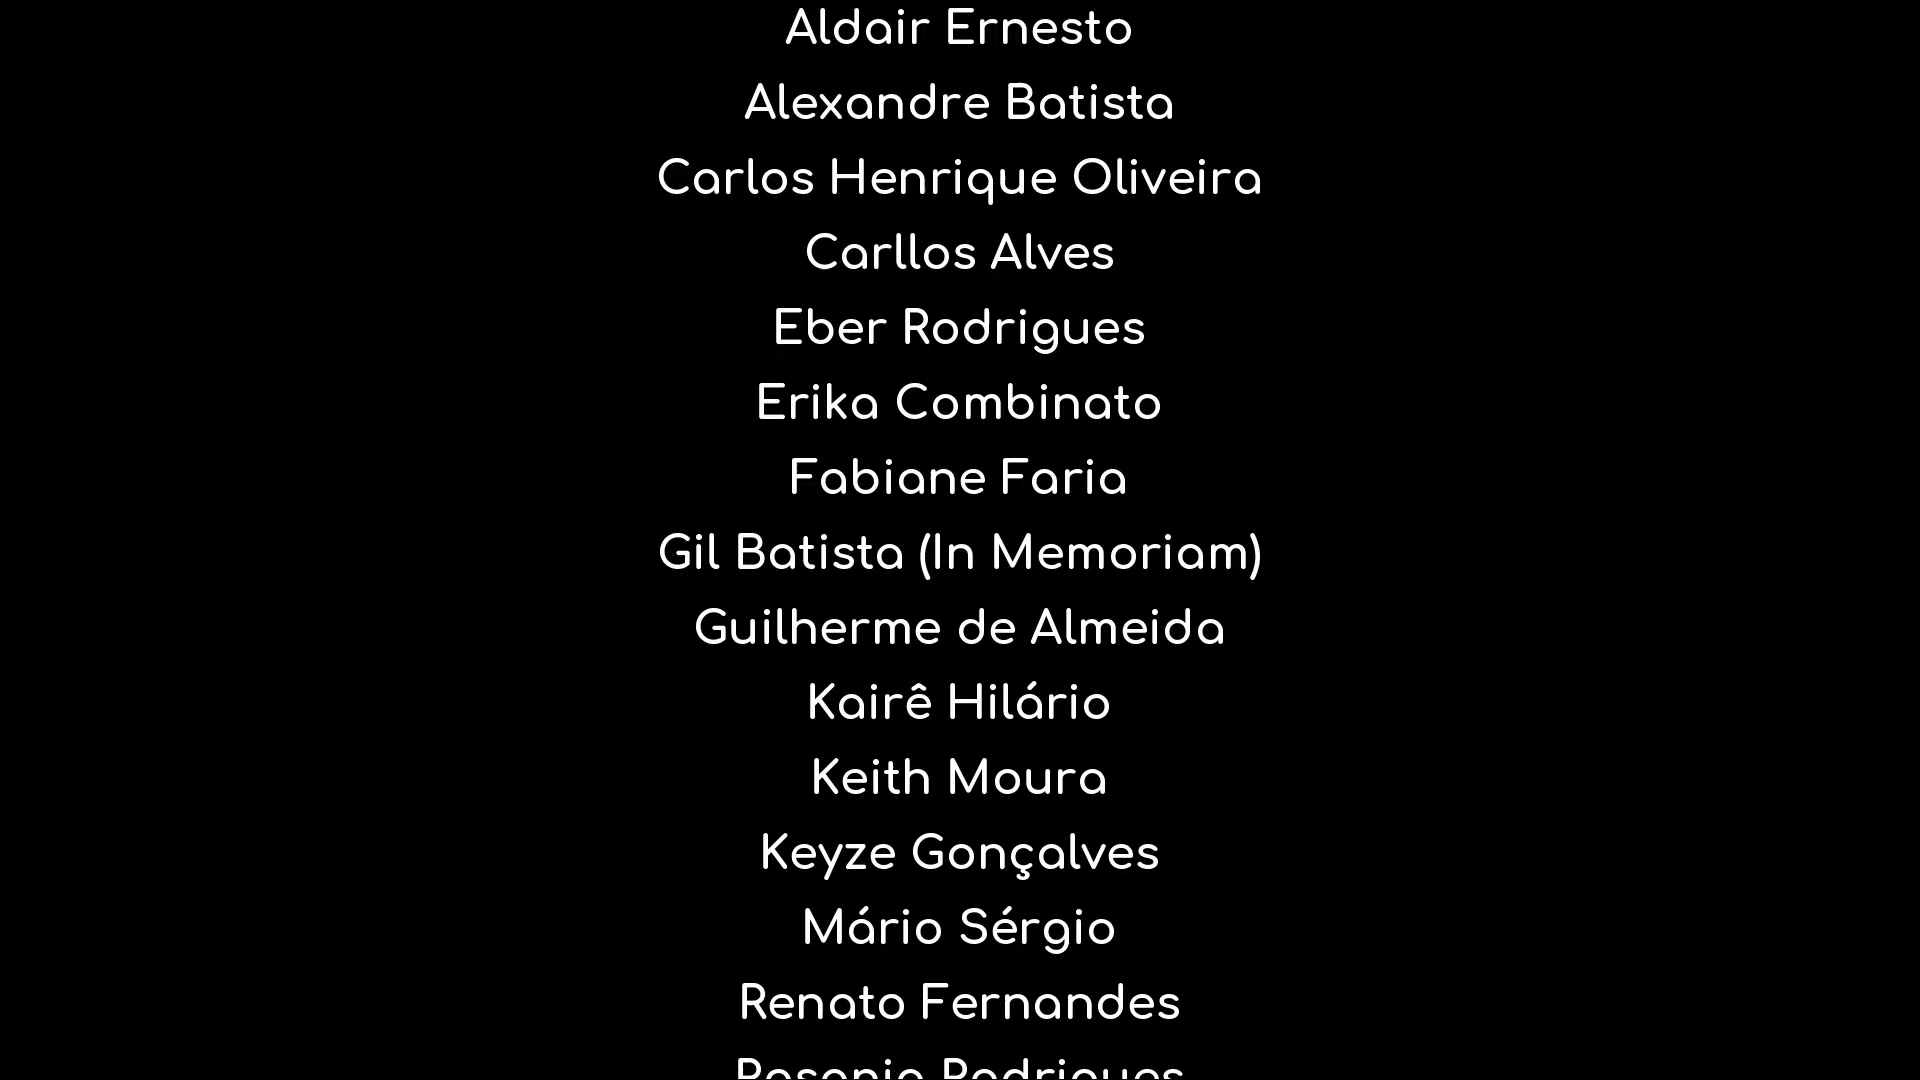 Aldair Ernesto
Alexandre Batista
Carlos Henrique Oliveira
Carllos Alves
Eber Rodrigues
Erika Combinato
Fabiane Faria
Gil Batista (In Memoriam)
Guilherme de Almeida
Kairê Hilário
Keith Moura
Keyze Gonçalves
Mário Sérgio
Renato Fernandes
Rodrigues